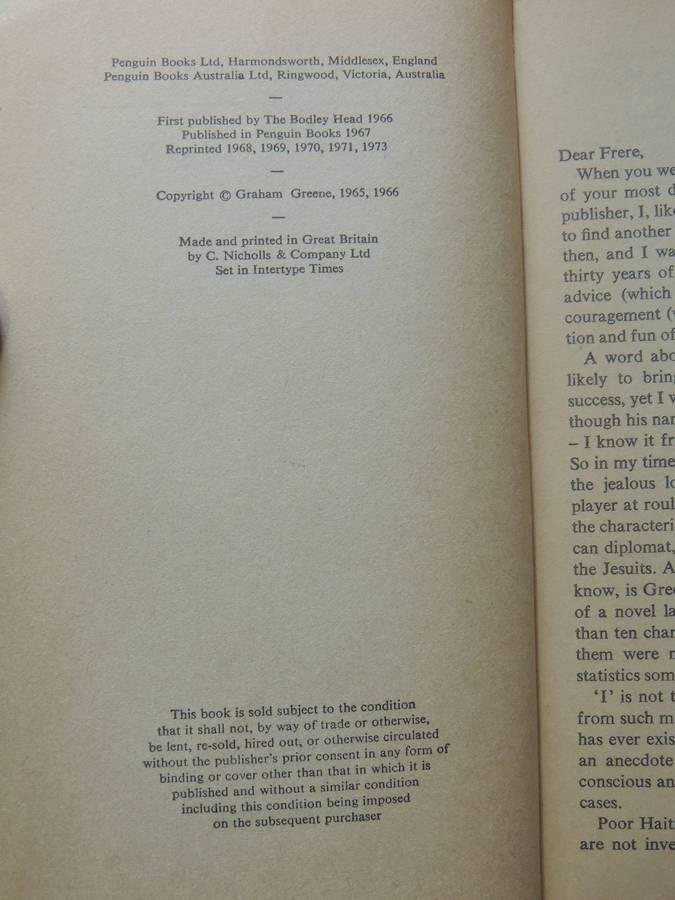 Penguin Books Ltd, Harmondsworth, Middlesex, England
Penguin Books Australia Ltd, Ringwood, Victoria, Australia
—
First published by The Bodley Head 1966
Published in Penguin Books 1967
Reprinted 1968, 1969, 1970, 1971, 1973
—
Copyright © Graham Greene, 1965, 1966
—
Made and printed in Great Britain
by C. Nicholls & Company Ltd
Set in Intertype Times
This book is sold subject to the condition
that it shall not, by way of trade or otherwise,
be lent, re-sold, hired out, or otherwise circulated
without the publisher's prior consent in any form of
binding or cover other than that in which it is
published and without a similar condition
including this condition being imposed
on the subsequent purchaser
Dear Frere,
When you we
of your most d
publisher, I, lik
to find another
then, and I wa
thirty years of
advice (which
couragement (
tion and fun of
A word abo
likely to brin
success, yet I v
though his nar
– I know it fr
So in my time
the jealous lo
player at roul
the characteri
can diplomat,
the Jesuits. A
know, is Gree
of a novel la
than ten char
them were n
statistics som
'I' is not t
from such m
has ever exis
an anecdote
conscious an
cases.
Poor Hait
are not inve